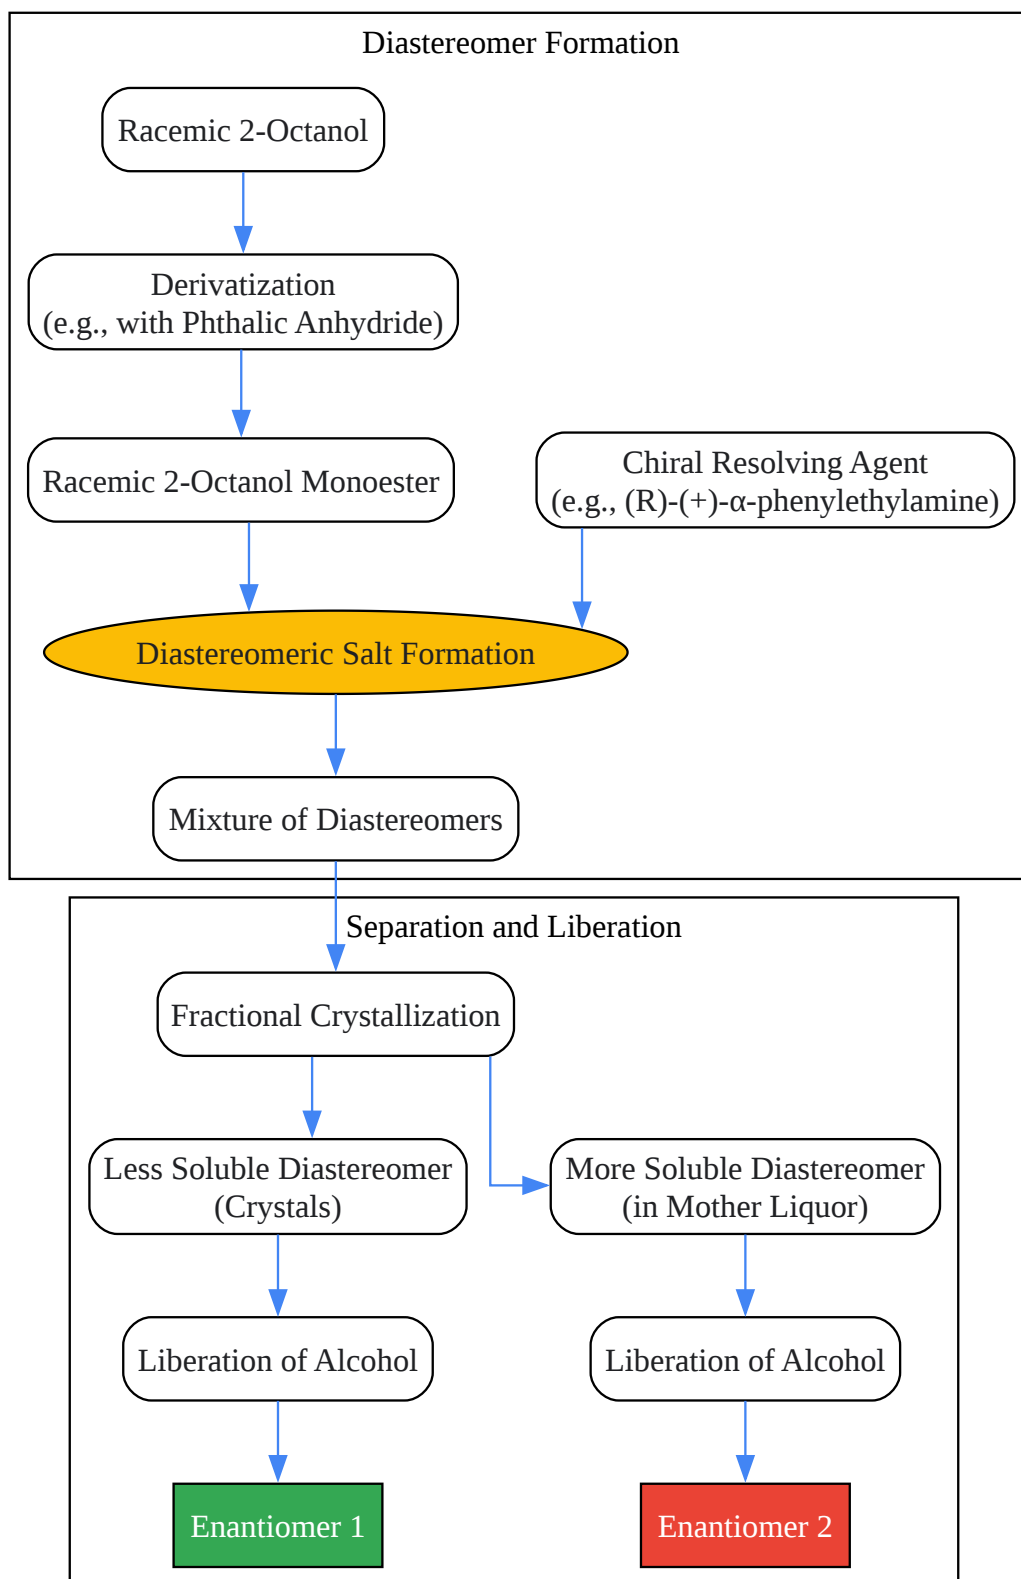 Diastereomer Formation
Racemic 2-Octanol
Derivatization
(e.g., with Phthalic Anhydride)
Racemic 2-Octanol Monoester
Chiral Resolving Agent
(e.g., (R)-(+)-α-phenylethylamine)
Diastereomeric Salt Formation
Mixture of Diastereomers
Separation and Liberation
Fractional Crystallization
Less Soluble Diastereomer
(Crystals)
More Soluble Diastereomer
(in Mother Liquor)
Liberation of Alcohol
Liberation of Alcohol
Enantiomer 1
Enantiomer 2